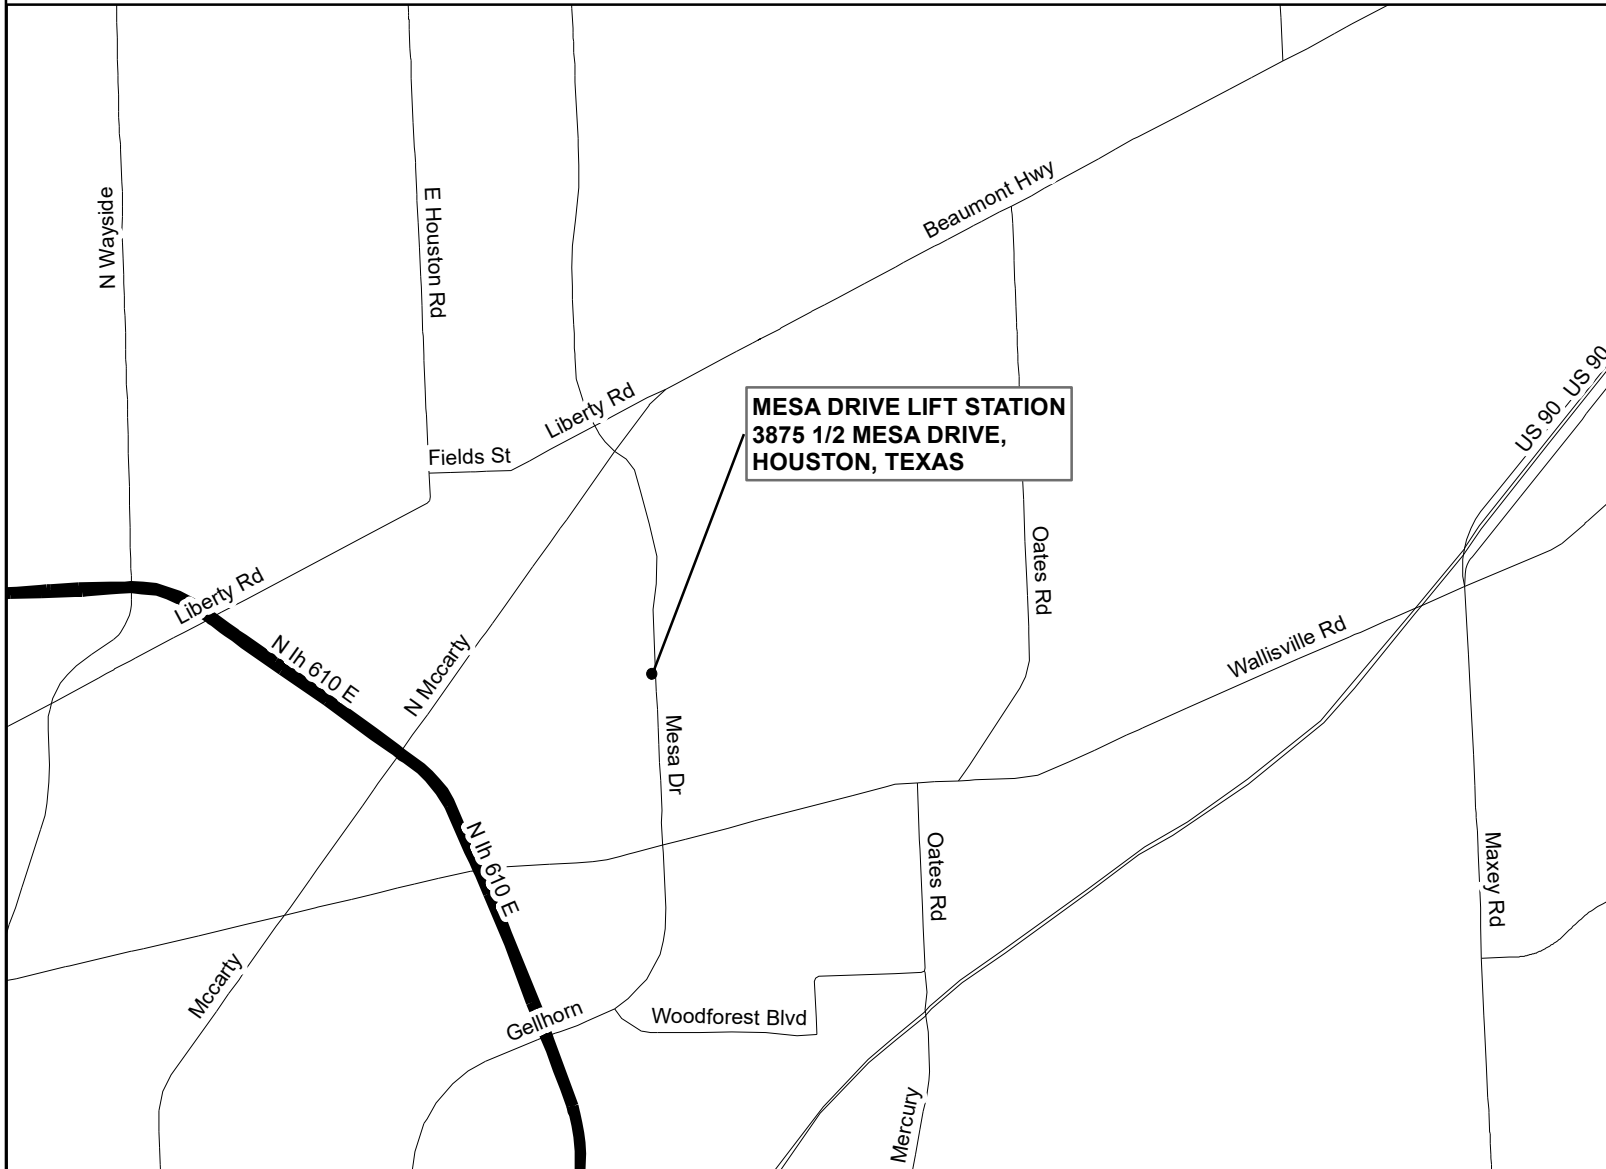 N Wayside
E Houston Rd
Beaumont Hwy
US 90
US 90
Liberty Rd
MESA DRIVE LIFT STATION
3875 1/2 MESA DRIVE,
HOUSTON, TEXAS
Fields St
Oates Rd
Liberty Rd
N Ih 610 E
N Mccarty
Wallisville Rd
Mesa Dr
N Ih 610 E
Oates Rd
Maxey Rd
Mccarty
Gellhorn
Woodforest Blvd
Mercury